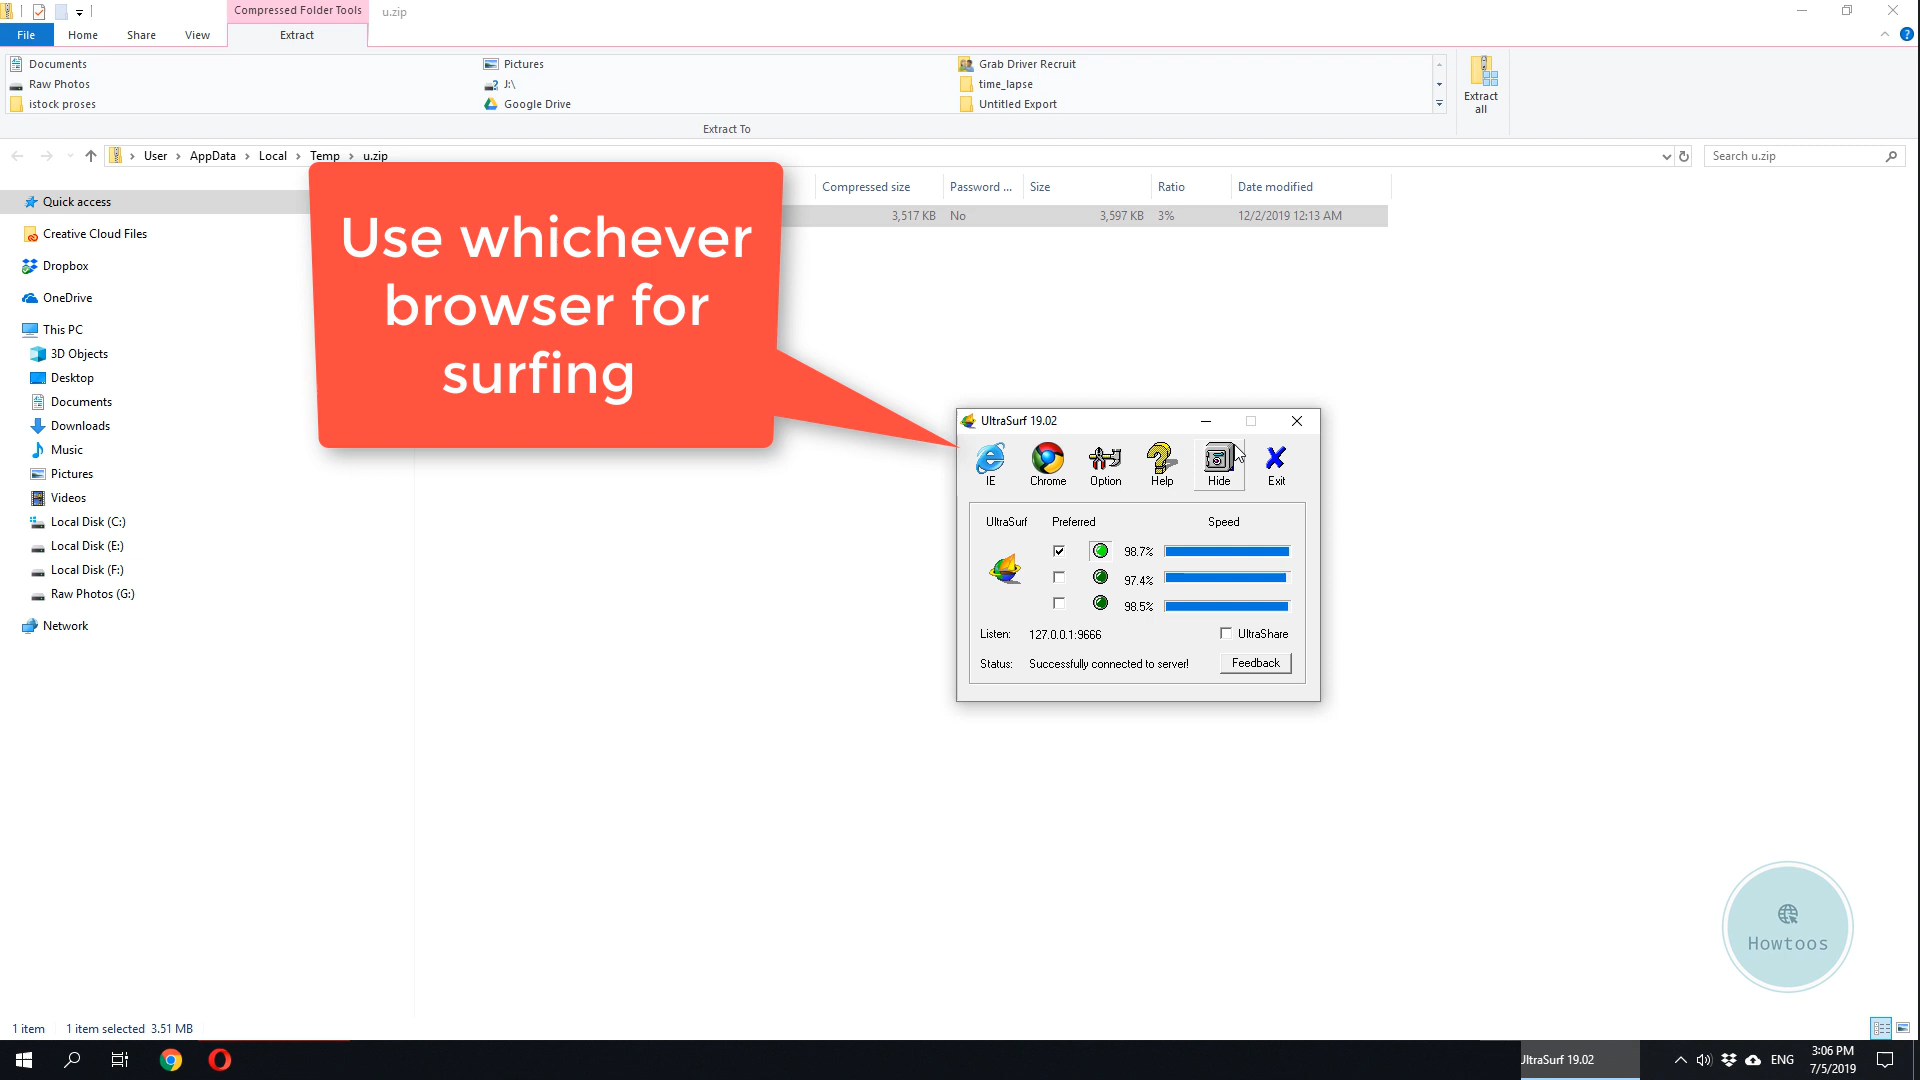 Compressed Folder Tools
u.zip
File
Home
Share
View
Extract
Documents
Raw Photos
istock proses
Pictures
J:\
Google Drive
Grab Driver Recruit
time_lapse
Untitled Export
Extract all
Extract To
User
AppData
Local
Temp
u.zip
Search u.zip
Compressed size
Password ...
Size
Ratio
Date modified
3,517 KB
No
3,597 KB
3%
12/2/2019 12:13 AM
Quick access
Creative Cloud Files
Dropbox
OneDrive
This PC
3D Objects
Desktop
Documents
Downloads
Music
Pictures
Videos
Local Disk (C:)
Local Disk (E:)
Local Disk (F:)
Raw Photos (G:)
Network
Use whichever
browser for
surfing
UltraSurf 19.02
IE
Chrome
Option
Help
Hide
Exit
UltraSurf
Preferred
Speed
98.7%
97.4%
98.5%
Listen:
127.0.0.1:9666
UltraShare
Status:
Successfully connected to server!
Feedback
Howtoos
1 item
1 item selected
3.51 MB
UltraSurf 19.02
ENG
3:06 PM
7/5/2019